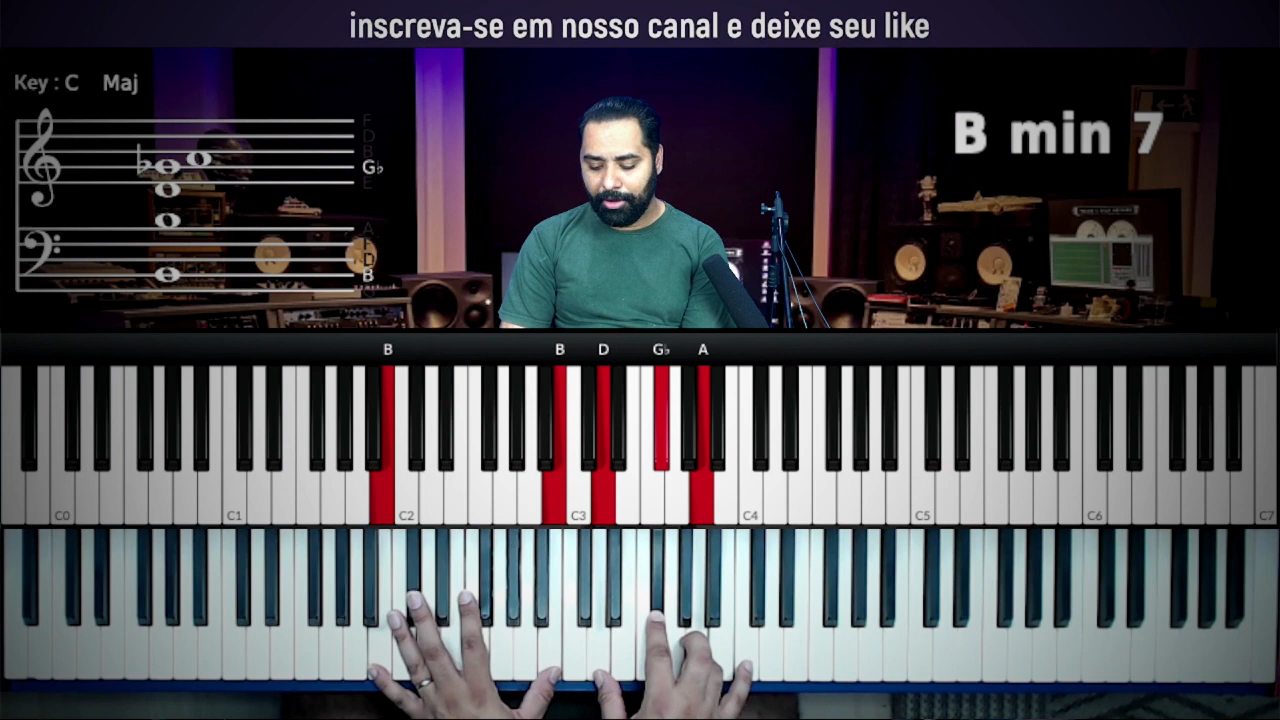 inscreva-se em nosso canal e deixe seu like
Key : C Maj
B min 7
F
D
B
G♭
E
A
F
D
B
G
B B D G♭ A
C0 C1 C2 C3 C4 C5 C6 C7